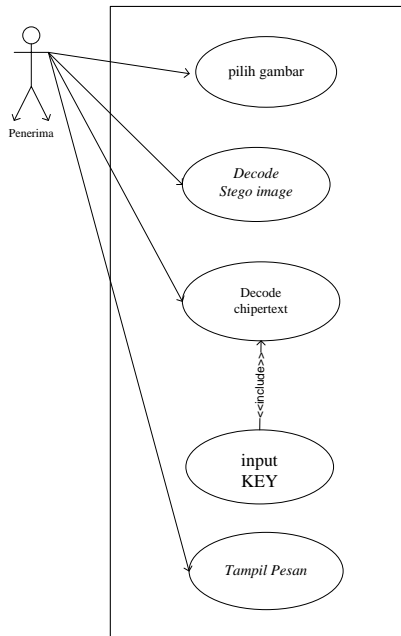 pilih gambar
Penerima
Decode
Stego image
Decode
chipertext
<<include>>
input
KEY
Tampil Pesan